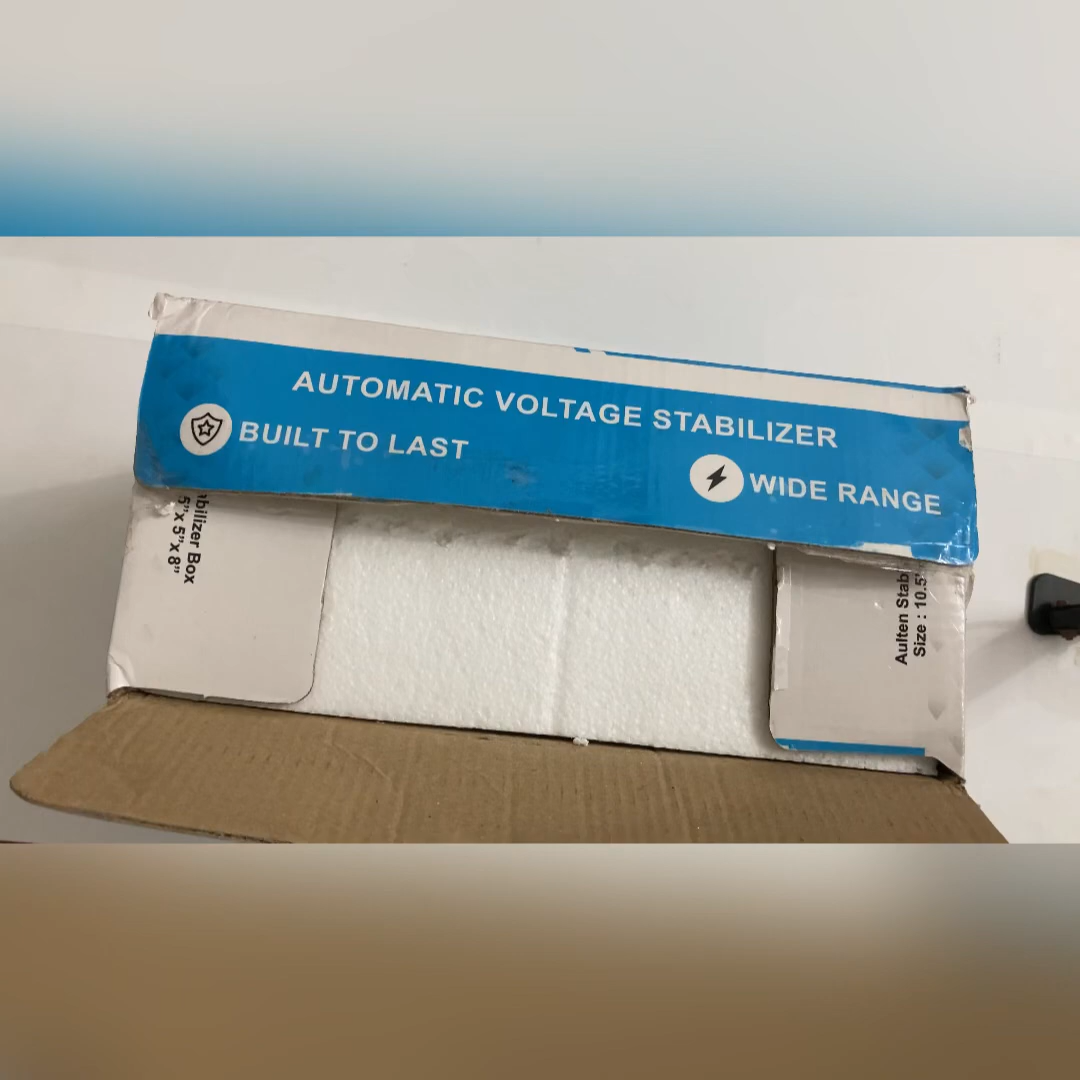 AUTOMATIC VOLTAGE STABILIZER
BUILT TO LAST
WIDE RANGE
bilizer Box
5" x 5" x 8"
Aulten Stab
Size : 10.5"